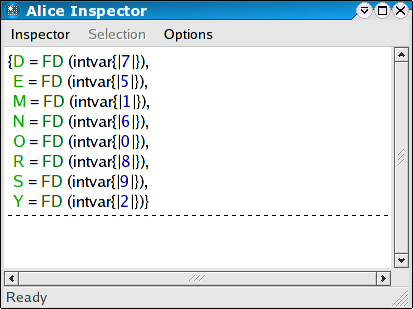 Alice Inspector
Inspector Selection Options
{D = FD (intvar{|7|}),
E = FD (intvar{|5|}),
M = FD (intvar{|1|}),
N = FD (intvar{|6|}),
O = FD (intvar{|0|}),
R = FD (intvar{|8|}),
S = FD (intvar{|9|}),
Y = FD (intvar{|2|})}
Ready